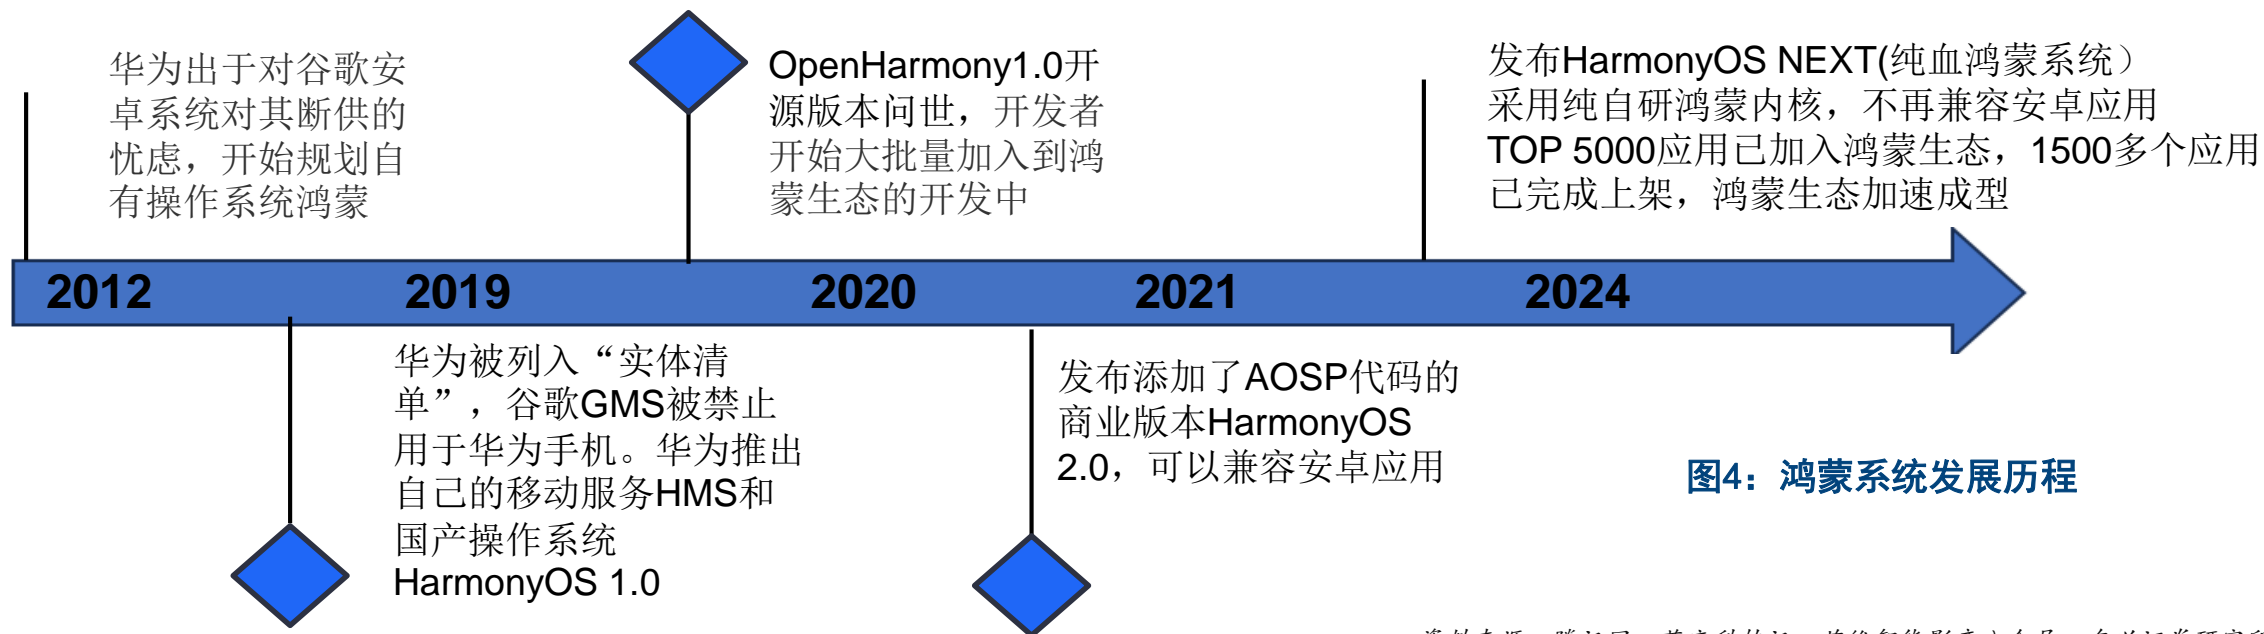 华为出于对谷歌安
卓系统对其断供的
忧虑，开始规划自
有操作系统鸿蒙
OpenHarmony1.0开
源版本问世，开发者
开始大批量加入到鸿
蒙生态的开发中
发布HarmonyOS NEXT(纯血鸿蒙系统）
采用纯自研鸿蒙内核，不再兼容安卓应用
TOP 5000应用已加入鸿蒙生态，1500多个应用
已完成上架，鸿蒙生态加速成型
2012 2019 2020 2021 2024
华为被列入“实体清
单”，谷歌GMS被禁止
用于华为手机。华为推出
自己的移动服务HMS和
国产操作系统
HarmonyOS 1.0
发布添加了AOSP代码的
商业版本HarmonyOS
2.0，可以兼容安卓应用
图4：鸿蒙系统发展历程